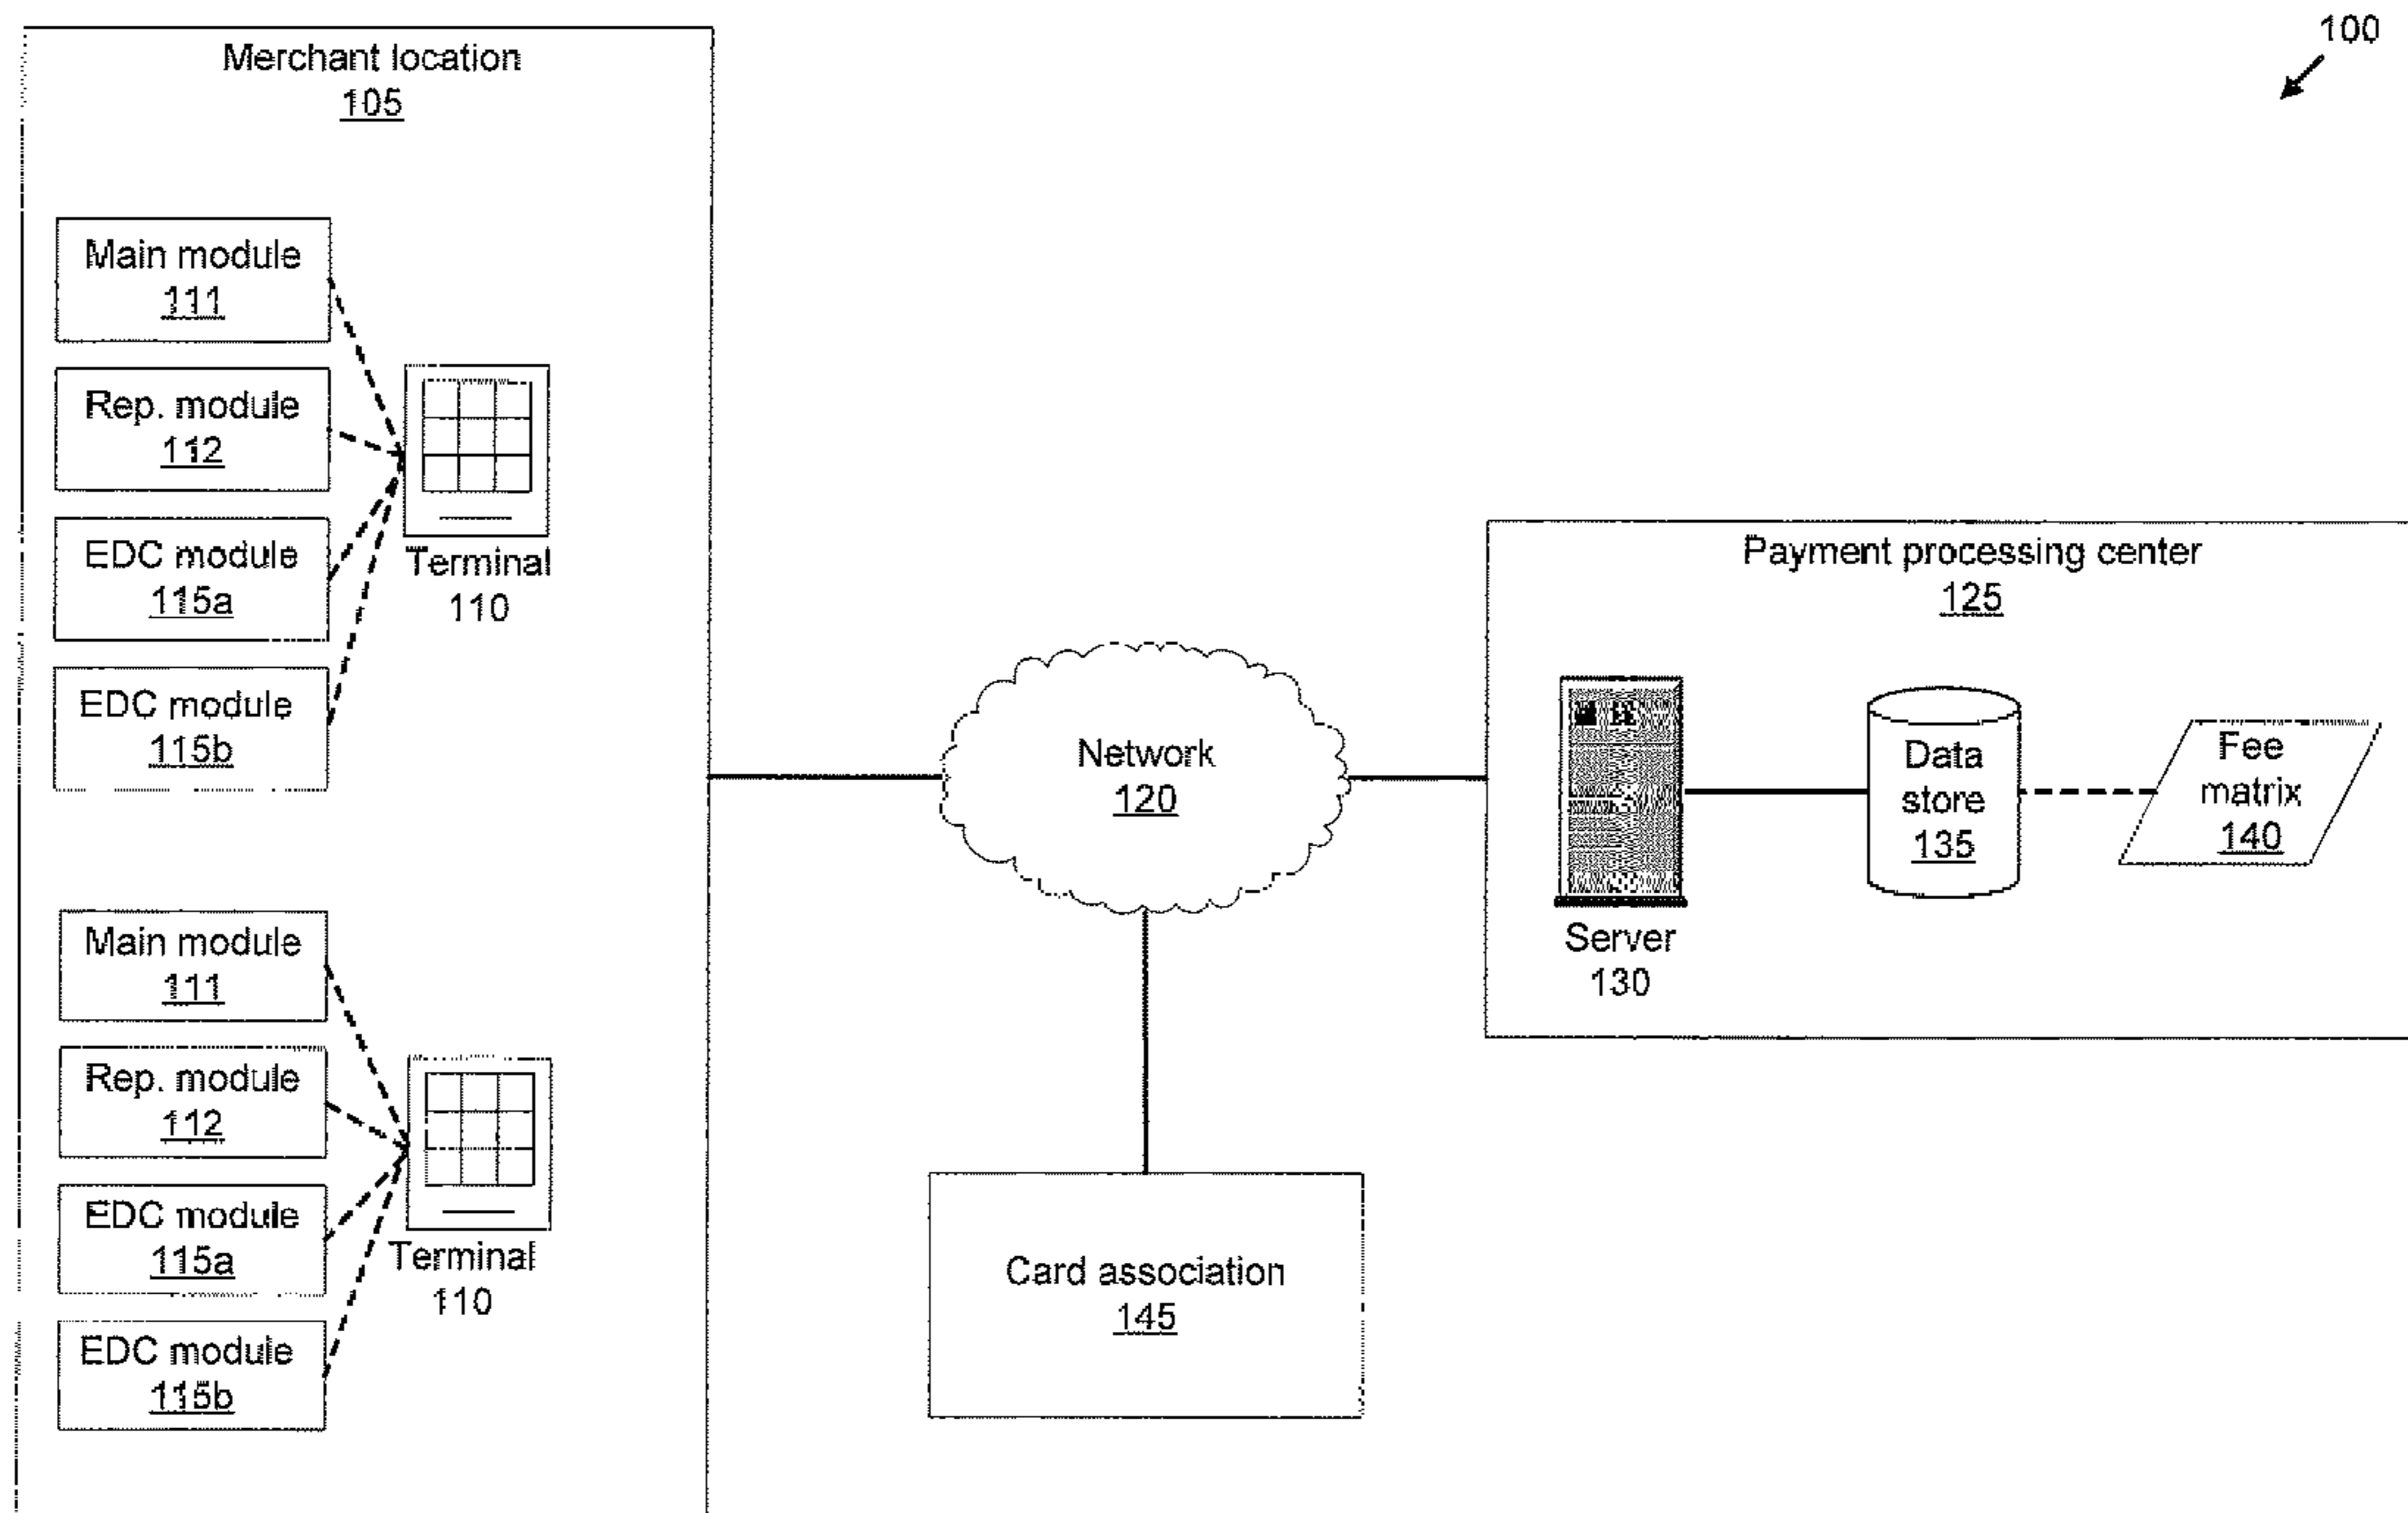 100
Merchant location
105
Main module
111
Rep. module
112
EDC module
115a
EDC module
115b
Terminal
110
Main module
111
Rep. module
112
EDC module
115a
EDC module
115b
Terminal
110
Network
120
Card association
145
Payment processing center
125
Server
130
Data
store
135
Fee
matrix
140